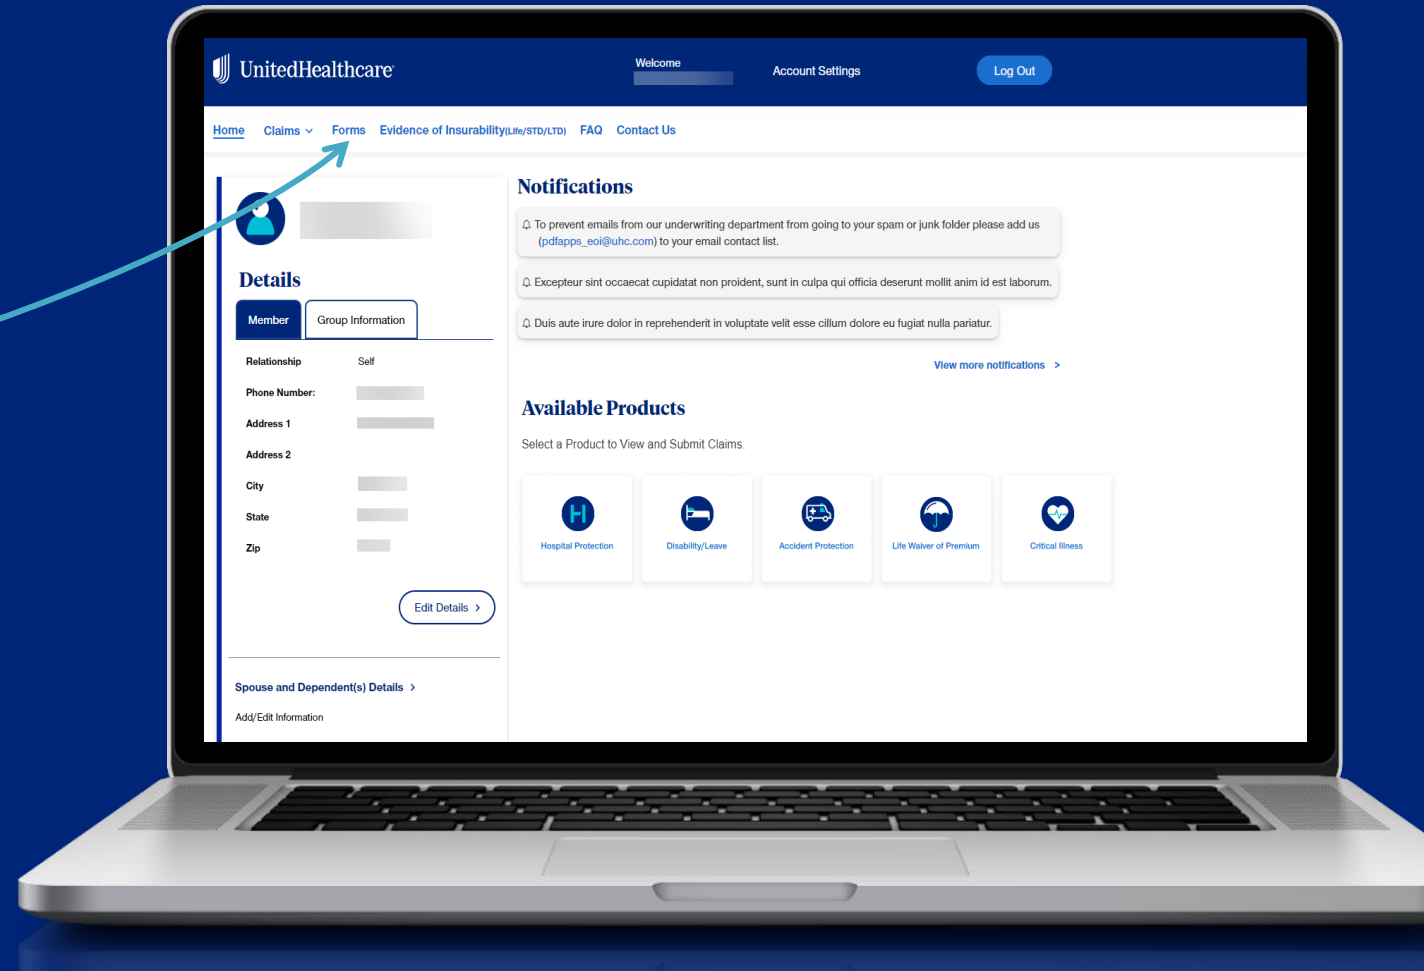 UnitedHealthcare
Welcome
Account Settings
Log Out
Home Claims Forms Evidence of Insurability(Life/STD/LTD) FAQ Contact Us
Details
Member Group Information
Relationship Self
Phone Number:
Address 1
Address 2
City
State
Zip
Edit Details >
Spouse and Dependent(s) Details >
Add/Edit Information
Notifications
To prevent emails from our underwriting department from going to your spam or junk folder please add us
(pdfapps_eoi@uhc.com) to your email contact list.
Excepteur sint occaecat cupidatat non proident, sunt in culpa qui officia deserunt mollit anim id est laborum.
Duis aute irure dolor in reprehenderit in voluptate velit esse cillum dolore eu fugiat nulla pariatur.
View more notifications >
Available Products
Select a Product to View and Submit Claims.
H
Hospital Protection
Disability/Leave
Accident Protection
Life Waiver of Premium
Critical Illness